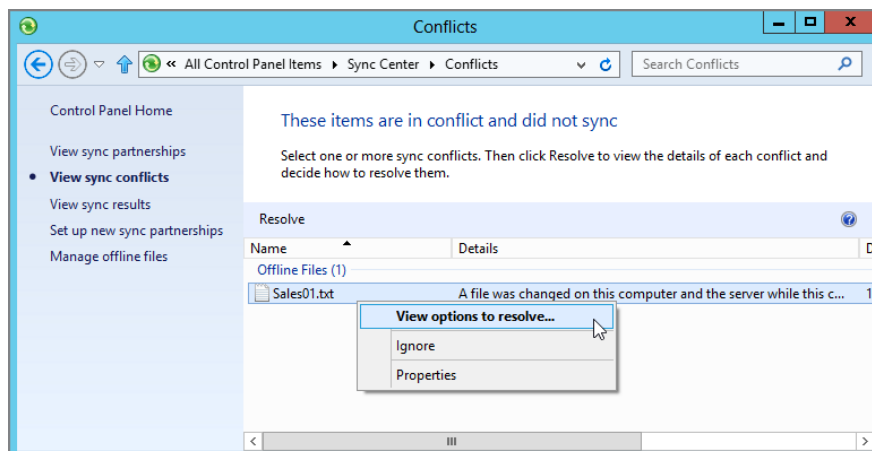 Conflicts
« All Control Panel Items ▸ Sync Center ▸ Conflicts
Search Conflicts
Control Panel Home
View sync partnerships
View sync conflicts
View sync results
Set up new sync partnerships
Manage offline files
These items are in conflict and did not sync
Select one or more sync conflicts. Then click Resolve to view the details of each conflict and
decide how to resolve them.
Resolve
Name Details
Offline Files (1)
Sales01.txt A file was changed on this computer and the server while this c... 1
View options to resolve...
Ignore
Properties